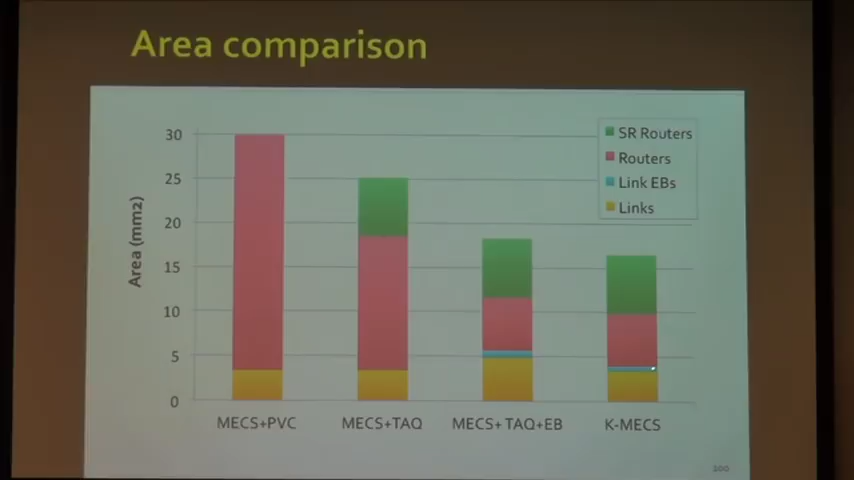 Area comparison
SR Routers
Routers
Link EBs
Links
Area (mm2)
30
25
20
15
10
5
0
MECS+PVC
MECS+TAQ
MECS+ TAQ+EB
K-MECS
200